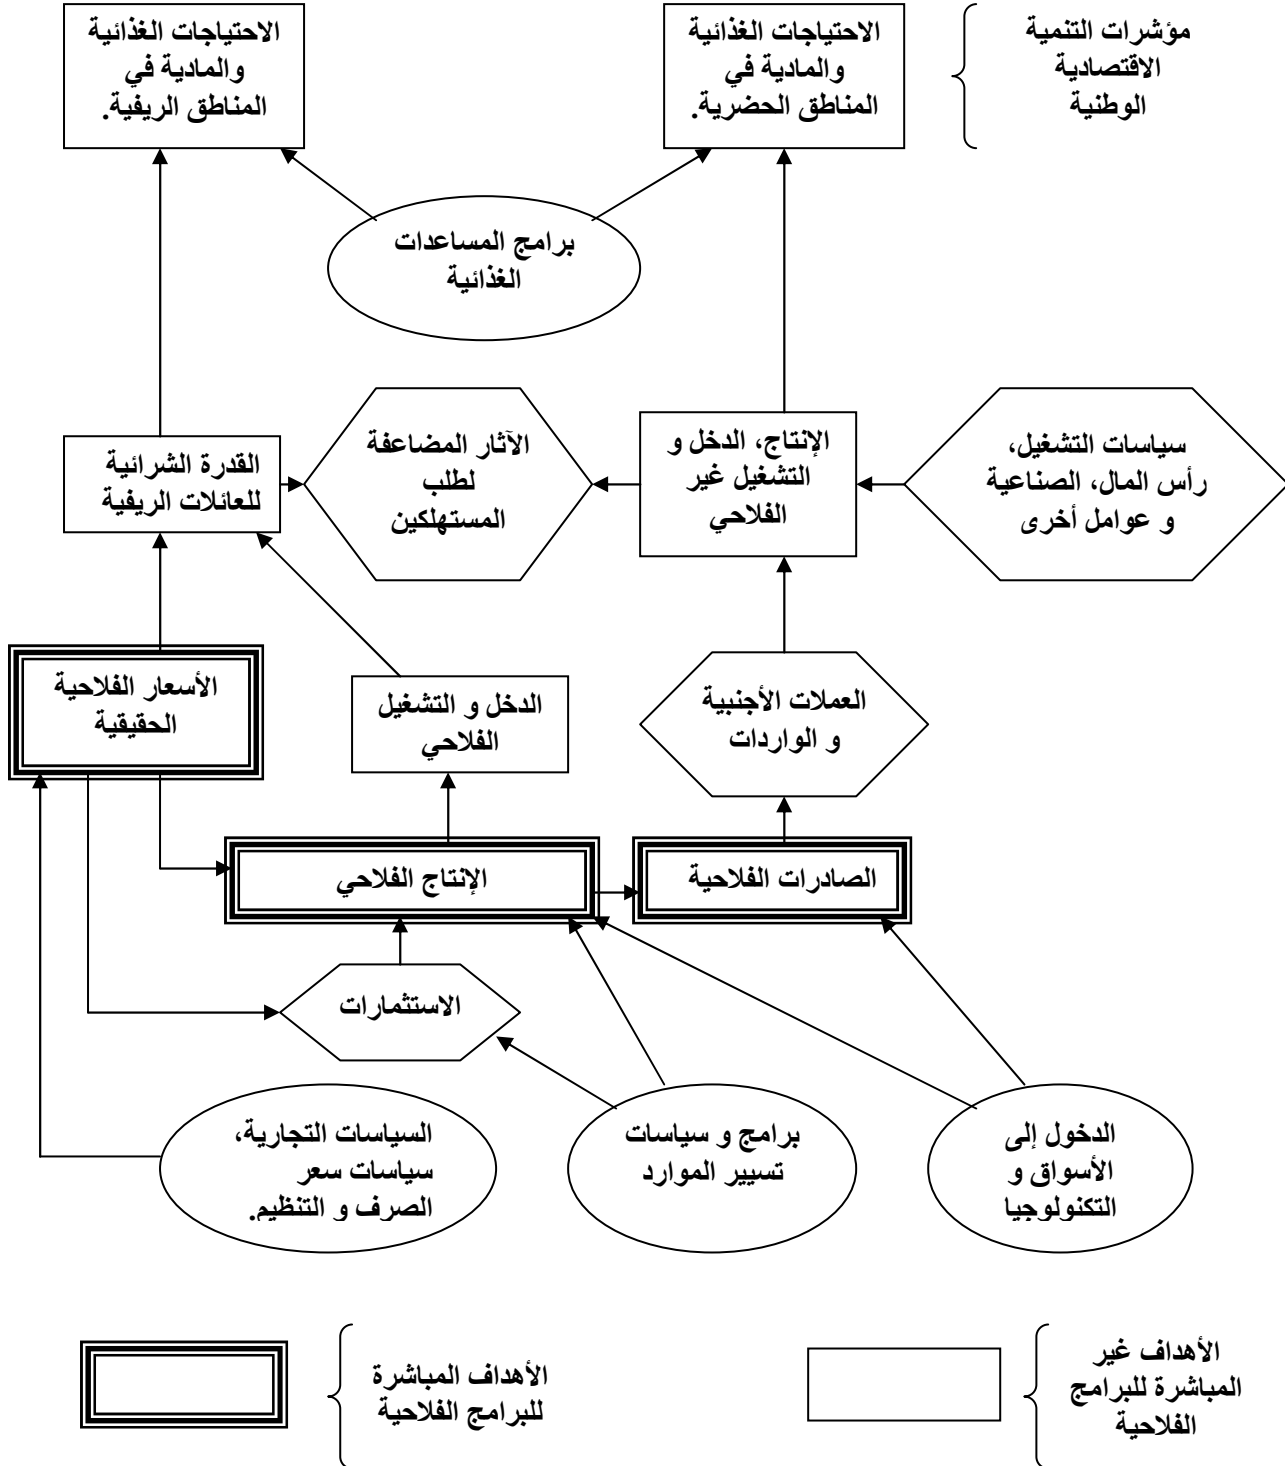 مؤشرات التنمية
الاقتصادية
الوطنية
الاحتياجات الغذائية
والمادية في
المناطق الحضرية.
الاحتياجات الغذائية
والمادية في
المناطق الريفية.
برامج المساعدات
الغذائية
سياسات التشغيل،
رأس المال، الصناعية
و عوامل أخرى
الإنتاج، الدخل و
التشغيل غير
الفلاحي
الآثار المضاعفة
لطلب
المستهلكين
القدرة الشرائية
للعائلات الريفية
العملات الأجنبية
و الواردات
الدخل و التشغيل
الفلاحي
الأسعار الفلاحية
الحقيقية
الصادرات الفلاحية
الإنتاج الفلاحي
الاستثمارات
الدخول إلى
الأسواق و
التكنولوجيا
برامج و سياسات
تسيير الموارد
السياسات التجارية،
سياسات سعر
الصرف و التنظيم.
الأهداف غير
المباشرة للبرامج
الفلاحية
الأهداف المباشرة
للبرامج الفلاحية